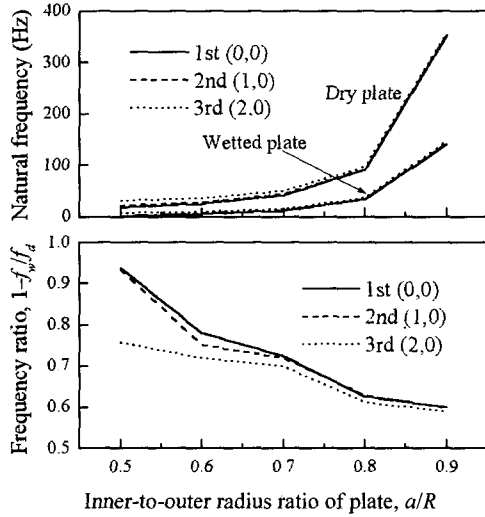 Natural frequency (Hz)
400
300
200
100
0
1st (0,0)
2nd (1,0)
3rd (2,0)
Dry plate
Wetted plate
Frequency ratio, 1–f_w/f_d
1.0
0.9
0.8
0.7
0.6
0.5
1st (0,0)
2nd (1,0)
3rd (2,0)
0.5 0.6 0 7 0.8 0.9
Inner-to-outer radius ratio of plate, a/R